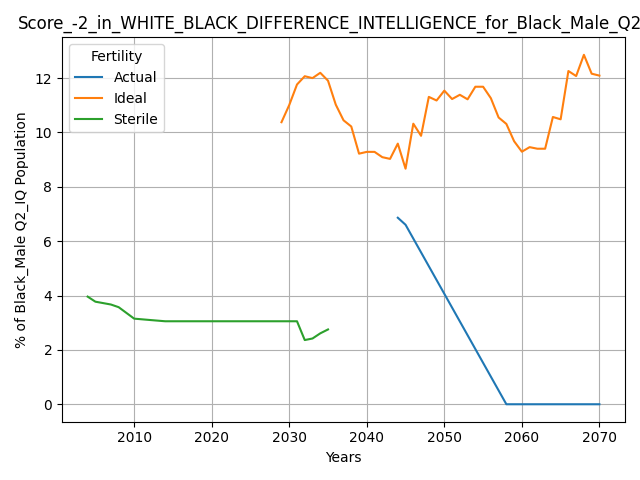 Score_-2_in_WHITE_BLACK_DIFFERENCE_INTELLIGENCE_for_Black_Male_Q2
Fertility
Actual
Ideal
Sterile
% of Black_Male Q2_IQ Population
12
10
8
6
4
2
0
2010 2020 2030 2040 2050 2060 2070
Years